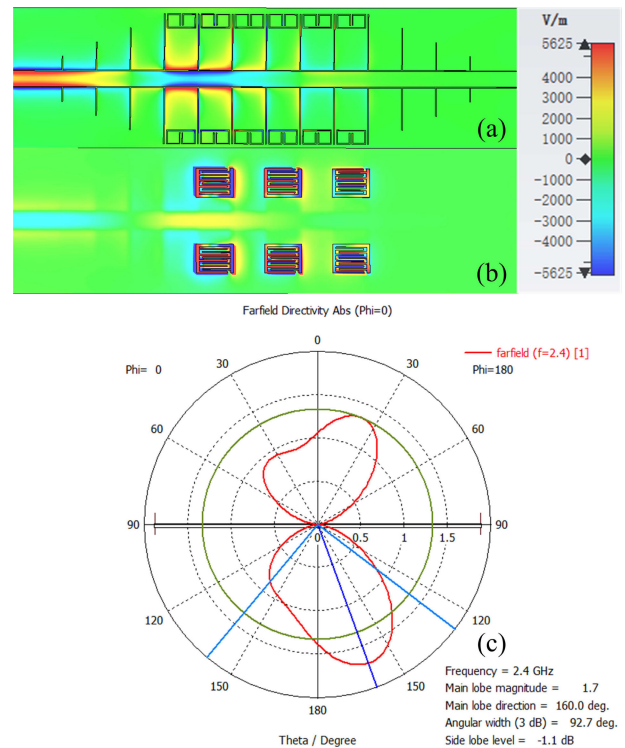 V/m
5625
4000
3000
2000
1000
0
-1000
-2000
-3000
-4000
-5625
(a)
(b)
Farfield Directivity Abs (Phi=0)
farfield (f=2.4) [1]
Phi= 0
Phi=180
0
30
30
60
60
90
90
0
0.5
1
1.5
120
120
150
150
180
(c)
Theta / Degree
Frequency = 2.4 GHz
Main lobe magnitude = 1.7
Main lobe direction = 160.0 deg.
Angular width (3 dB) = 92.7 deg.
Side lobe level = -1.1 dB